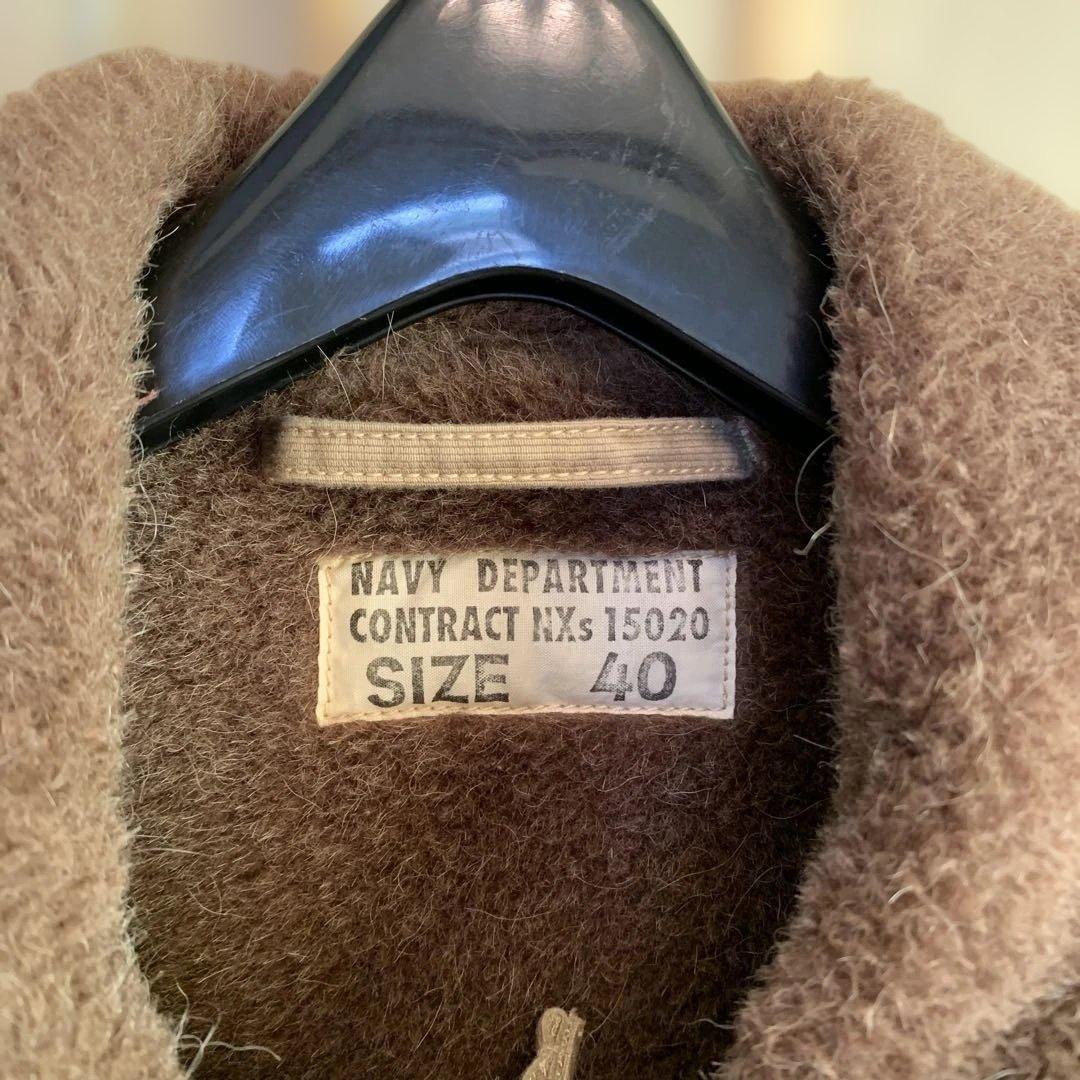 NAVY DEPARTMENT
CONTRACT NXs 15020
SIZE 40